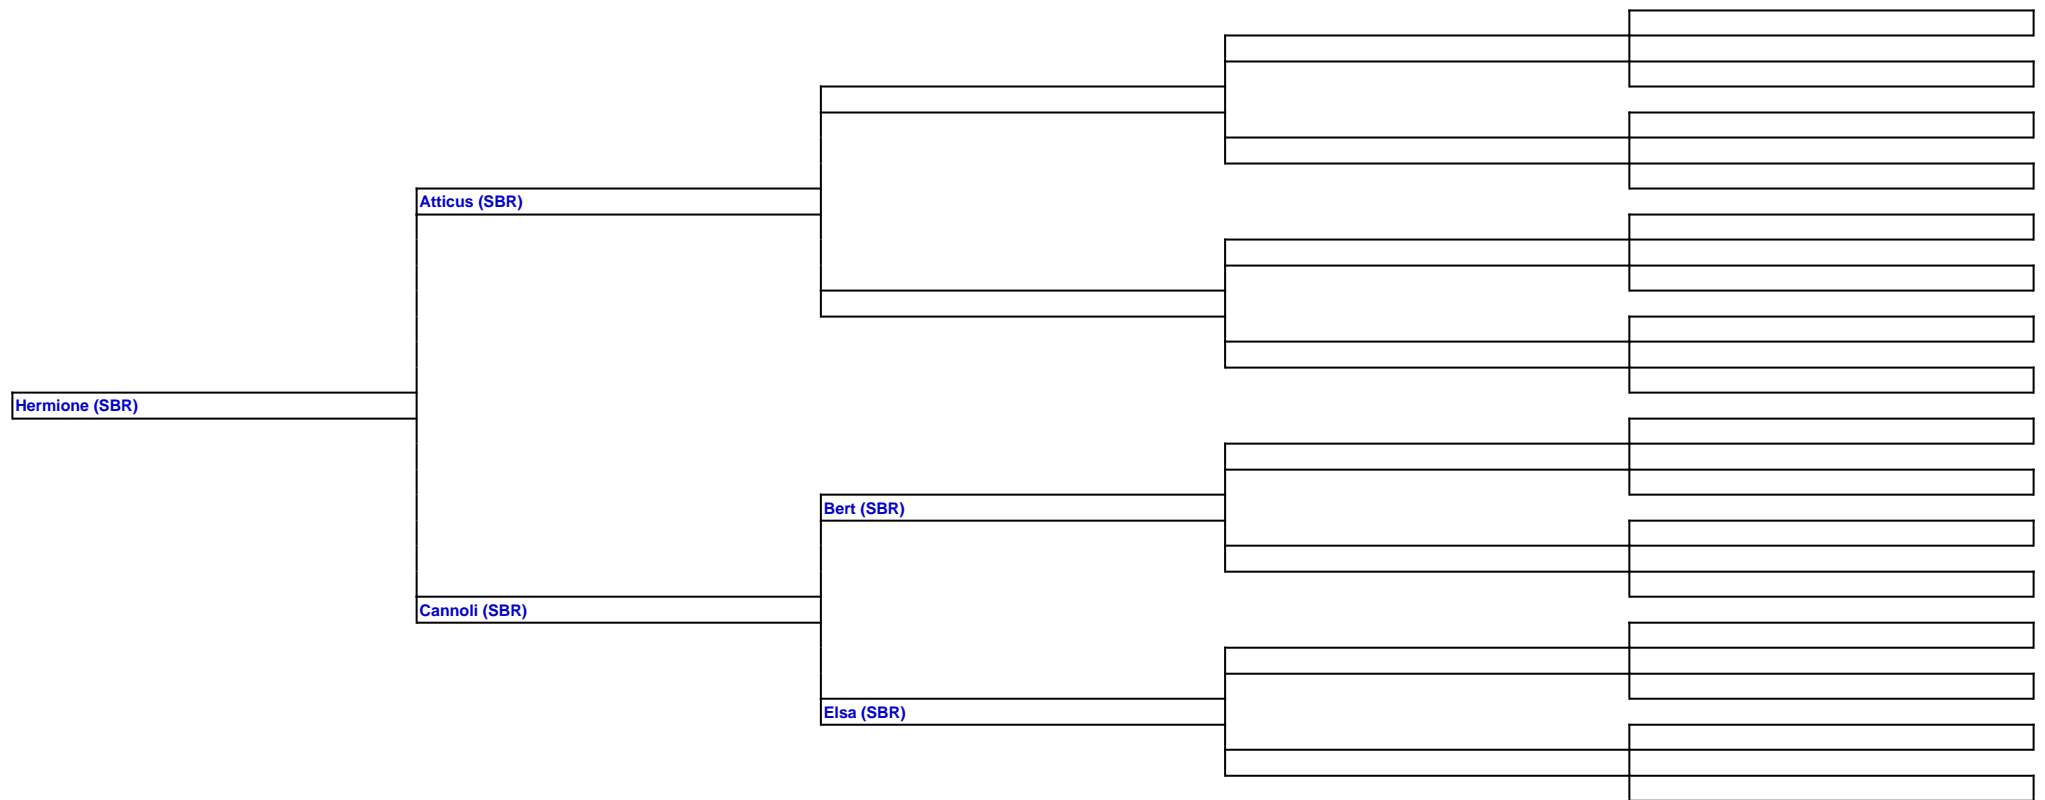 Atticus (SBR)
Hermione (SBR)
Bert (SBR)
Cannoli (SBR)
Elsa (SBR)